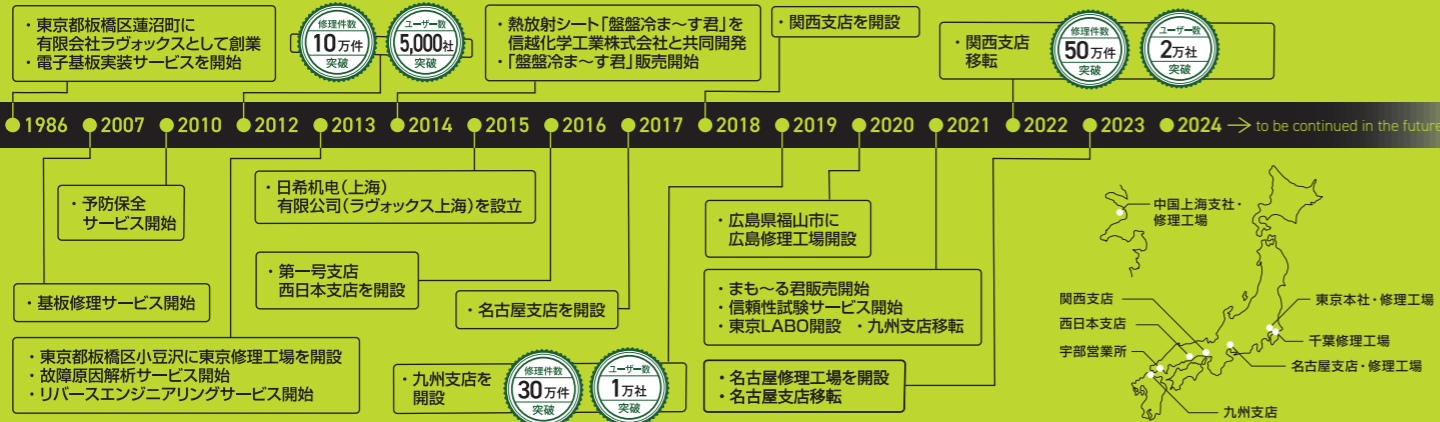 ・東京都板橋区蓮沼町に
有限会社ラヴォックスとして創業
・電子基板実装サービスを開始
修理件数
10万件
突破
ユーザー数
5,000社
突破
・熱放射シート「盤盤冷ま〜す君」を
信越化学工業株式会社と共同開発
・「盤盤冷ま〜す君」販売開始
・関西支店を開設
・関西支店
移転
修理件数
50万件
突破
ユーザー数
2万社
突破
1986 2007 2010 2012 2013 2014 2015 2016 2017 2018 2019 2020 2021 2022 2023 2024 → to be continued in the future
・予防保全
サービス開始
・基板修理サービス開始
・東京都板橋区小豆沢に東京修理工場を開設
・故障原因解析サービス開始
・リバースエンジニアリングサービス開始
・日希机电(上海)
有限公司(ラヴォックス上海)を設立
・第一号支店
西日本支店を開設
・名古屋支店を開設
・九州支店を
開設
修理件数
30万件
突破
ユーザー数
1万社
突破
・広島県福山市に
広島修理工場開設
・まも〜る君販売開始
・信頼性試験サービス開始
・東京LABO開設 ・九州支店移転
・名古屋修理工場を開設
・名古屋支店移転
中国上海支社・
修理工場
関西支店
西日本支店
宇部営業所
東京本社・修理工場
千葉修理工場
名古屋支店・修理工場
九州支店